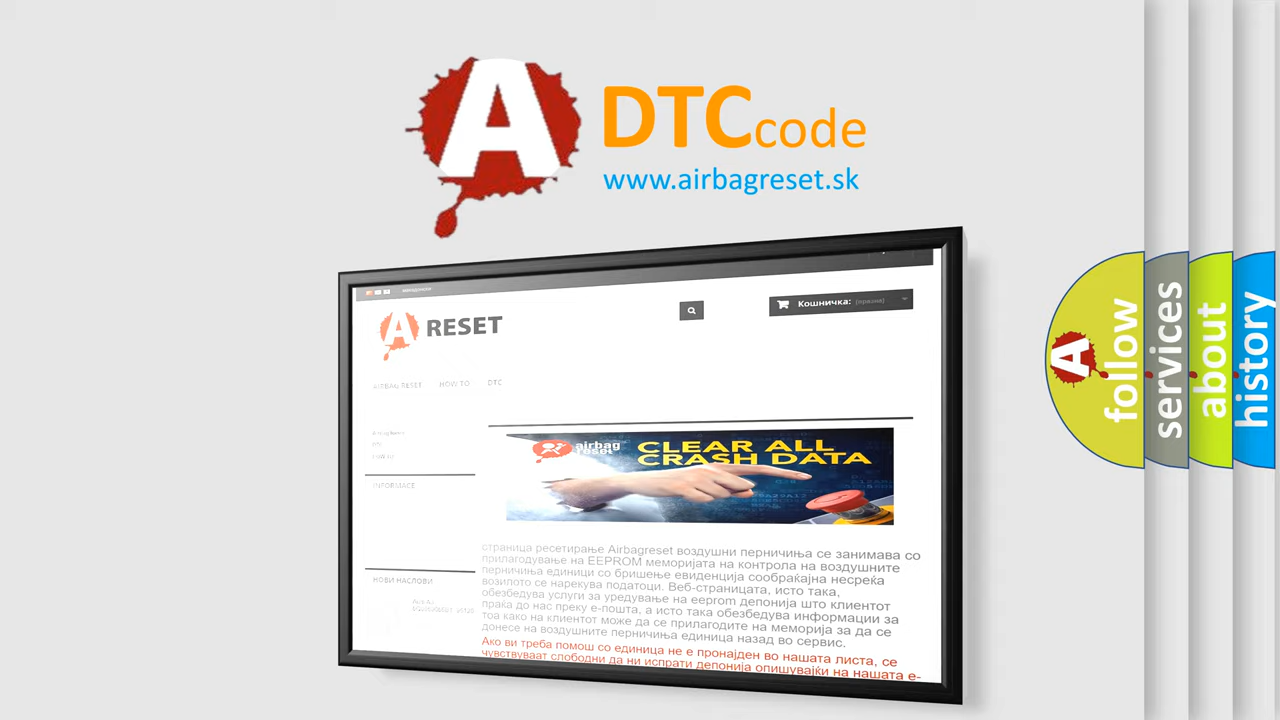 A
DTC code
www.airbagreset.sk
A RESET
Кошничка: (празни)
AIRBAG RESET HOW TO DTC
INFORMACE
airbag
reset
CLEAR ALL
CRASH DATA
страница ресетирање Airbagreset воздушни перничиња се занимава со
прилагодување на EEPROM меморијата на контрола на воздушните
перничиња единици со бришење евиденција сообраќајна несреќа
возилото се нарекува податоци. Веб-страницата, исто така,
обезбедува услуги за уредување на eeprom депонија што клиентот
праќа до нас преку е-пошта, а исто така обезбедува информации за
тоа како на клиентот може да се прилагодите на меморија за да се
донесе на воздушните перничиња единица назад во сервис.
Ако ви треба помош со единица не е пронајден во нашата листа, се
чувствуваат слободни да ни испрати депонија опишувајќи на нашата е-
НОВИ НАСЛОВИ
A
follow
services
about
history